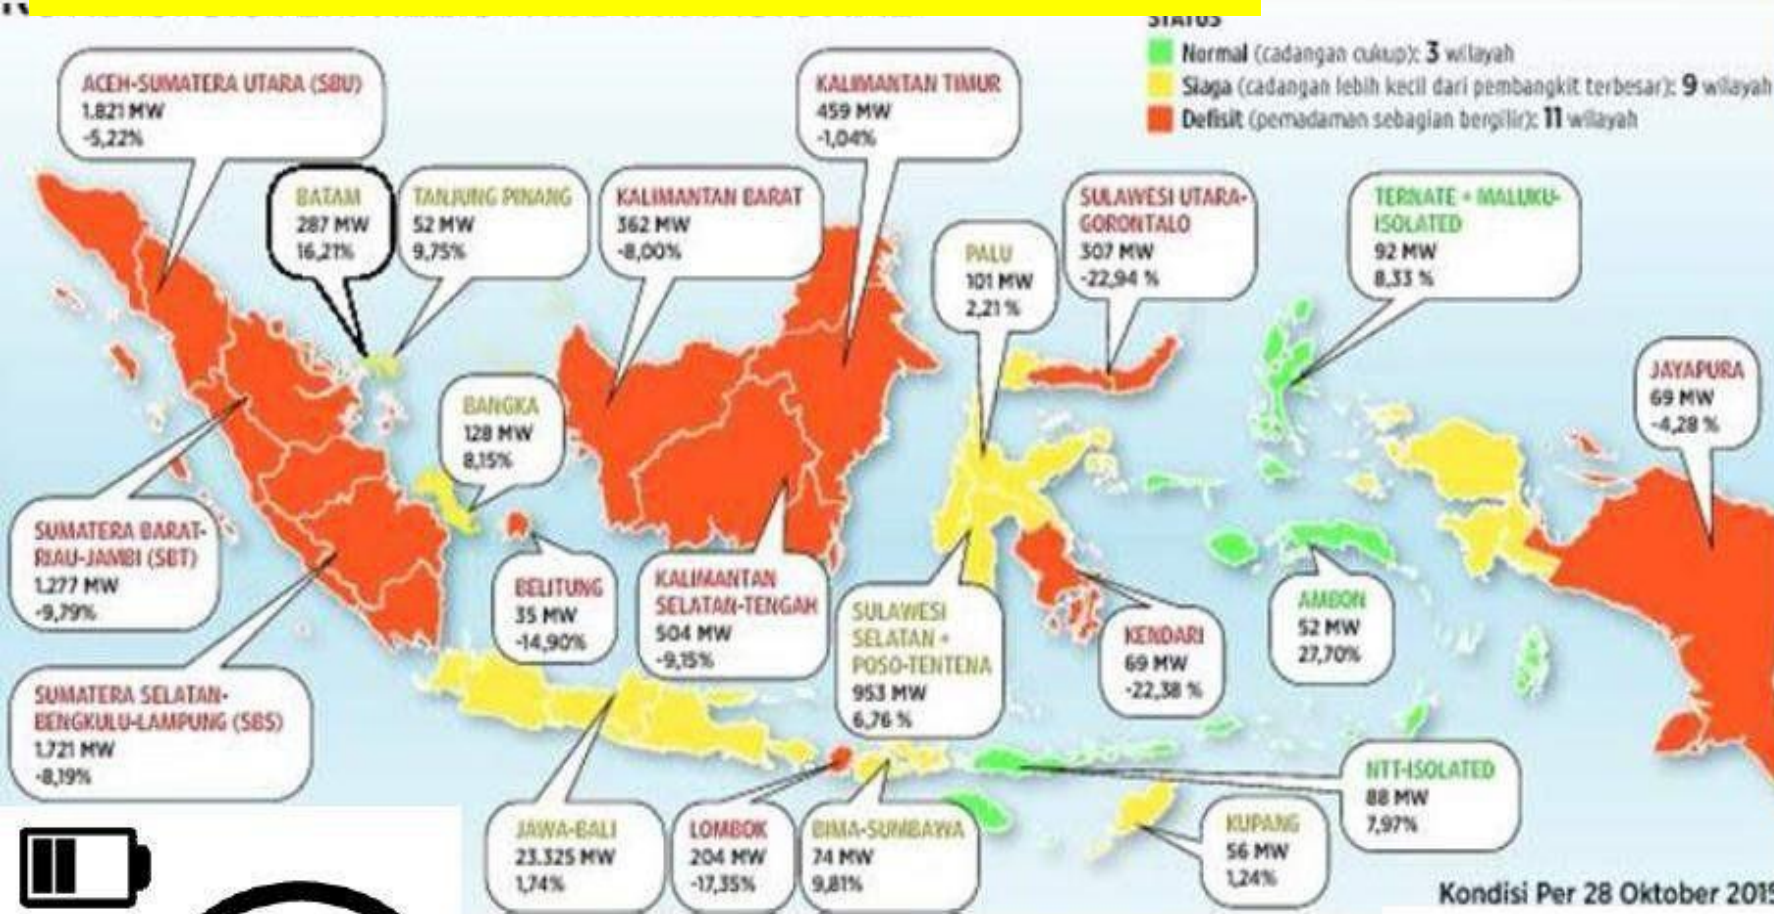 STATUS
Normal (cadangan cukup): 3 wilayah
Siaga (cadangan lebih kecil dari pembangkit terbesar): 9 wilayah
Defisit (pemadaman sebagian bergilir): 11 wilayah
ACEH-SUMATERA UTARA (SBU)
1.821 MW
-5,22%
KALIMANTAN TIMUR
459 MW
-1,04%
BATAM
287 MW
16,21%
TANJUNG PINANG
52 MW
9,75%
KALIMANTAN BARAT
362 MW
-8,00%
PALU
101 MW
2,21 %
SULAWESI UTARA-
GORONTALO
307 MW
-22,94 %
TERNATE + MALUKU-
ISOLATED
92 MW
8,33 %
JAYAPURA
69 MW
-4,28 %
BANGKA
128 MW
8,15%
SUMATERA BARAT-
RIAU-JAMBI (SBT)
1.277 MW
-9,79%
BELITUNG
35 MW
-14,90%
KALIMANTAN
SELATAN-TENGAH
504 MW
-9,15%
SULAWESI
SELATAN +
POSO-TENTENA
953 MW
6,76 %
KENDARI
69 MW
-22,38 %
AMBON
52 MW
27,70%
SUMATERA SELATAN-
BENGKULU-LAMPUNG (SBS)
1.721 MW
-8,19%
JAWA-BALI
23.325 MW
1,74%
LOMBOK
204 MW
-17,35%
BIMA-SUMBAWA
74 MW
9,81%
KUPANG
56 MW
1,24%
NTT-ISOLATED
88 MW
7,97%
Kondisi Per 28 Oktober 2015